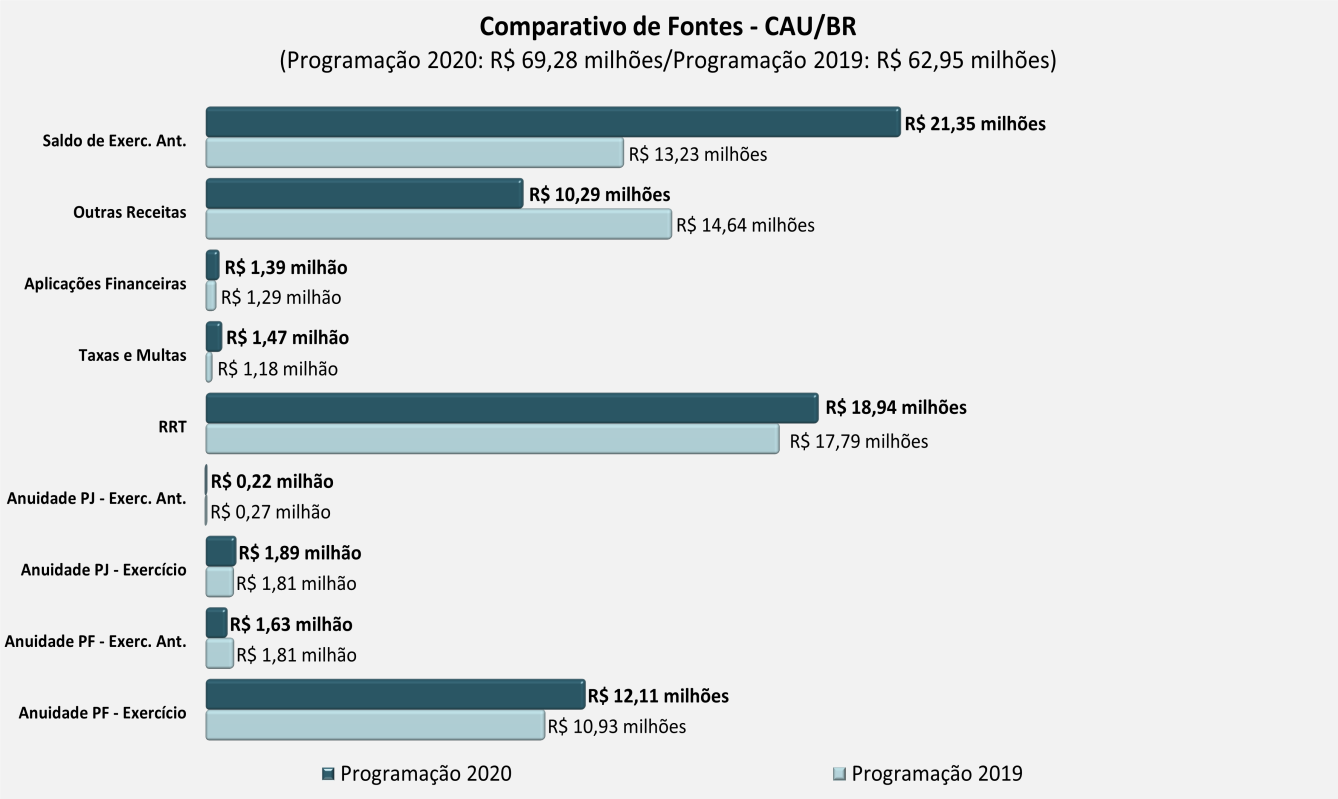 Comparativo de Fontes - CAU/BR
(Programação 2020: R$ 69,28 milhões/Programação 2019: R$ 62,95 milhões)
Saldo de Exerc. Ant.
R$ 21,35 milhões
R$ 13,23 milhões
Outras Receitas
R$ 10,29 milhões
R$ 14,64 milhões
Aplicações Financeiras
R$ 1,39 milhão
R$ 1,29 milhão
Taxas e Multas
R$ 1,47 milhão
R$ 1,18 milhão
RRT
R$ 18,94 milhões
R$ 17,79 milhões
Anuidade PJ - Exerc. Ant.
R$ 0,22 milhão
R$ 0,27 milhão
Anuidade PJ - Exercício
R$ 1,89 milhão
R$ 1,81 milhão
Anuidade PF - Exerc. Ant.
R$ 1,63 milhão
R$ 1,81 milhão
Anuidade PF - Exercício
R$ 12,11 milhões
R$ 10,93 milhões
Programação 2020
Programação 2019